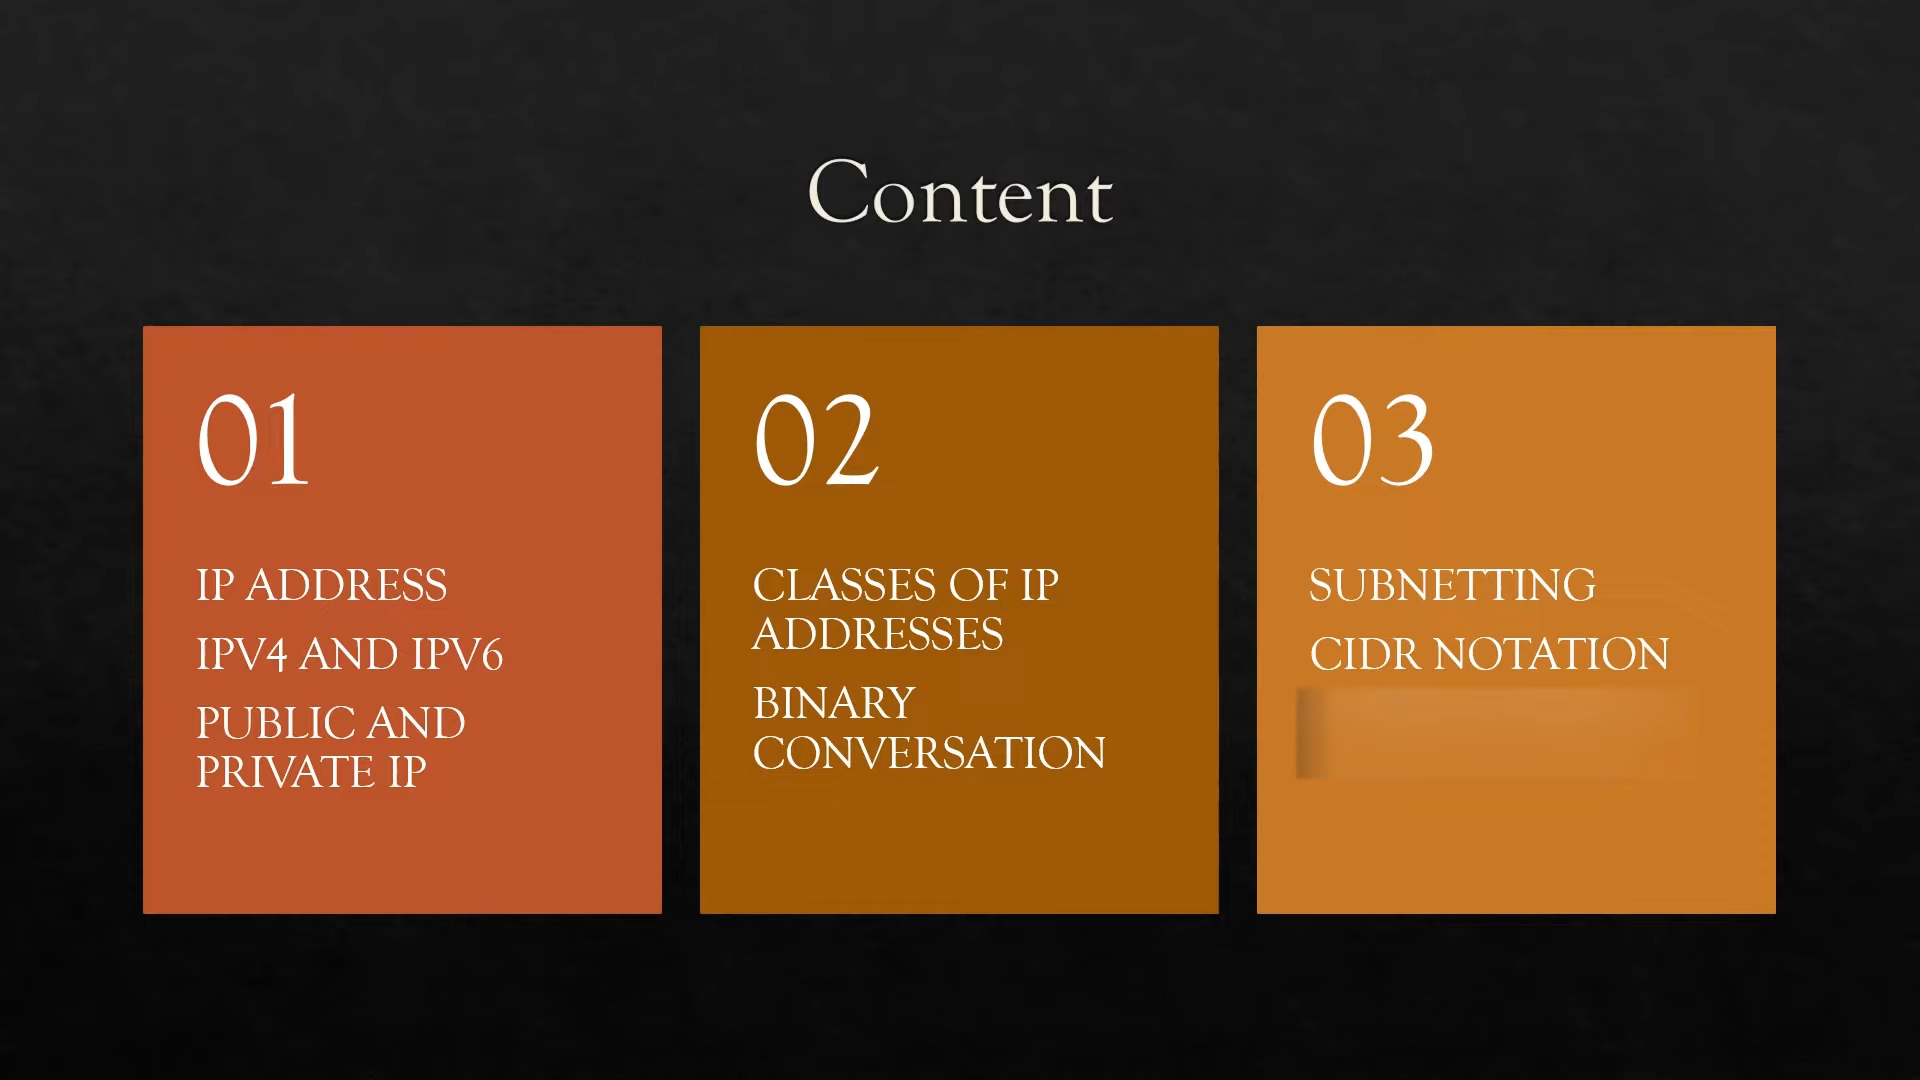 Content
01
IP ADDRESS
IPV4 AND IPV6
PUBLIC AND
PRIVATE IP
02
CLASSES OF IP
ADDRESSES
BINARY
CONVERSATION
03
SUBNETTING
CIDR NOTATION